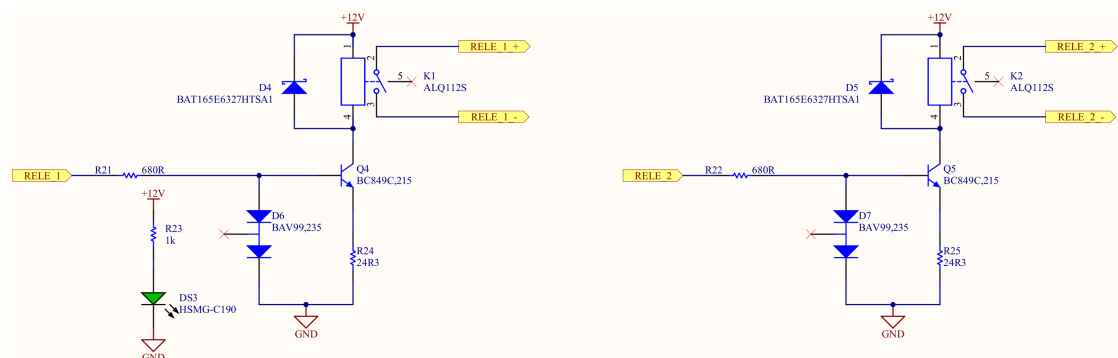 +12V
1
2
RELE_1_+
D4
BAT165E6327HTSA1
5
K1
ALQ112S
3
4
RELE_1_-
RELE_1
R21
680R
Q4
BC849C,215
+12V
R23
1k
D6
BAV99,235
R24
24R3
DS3
HSMG-C190
GND
GND
+12V
1
2
RELE_2_+
D5
BAT165E6327HTSA1
5
K2
ALQ112S
3
4
RELE_2_-
RELE_2
R22
680R
Q5
BC849C,215
D7
BAV99,235
R25
24R3
GND